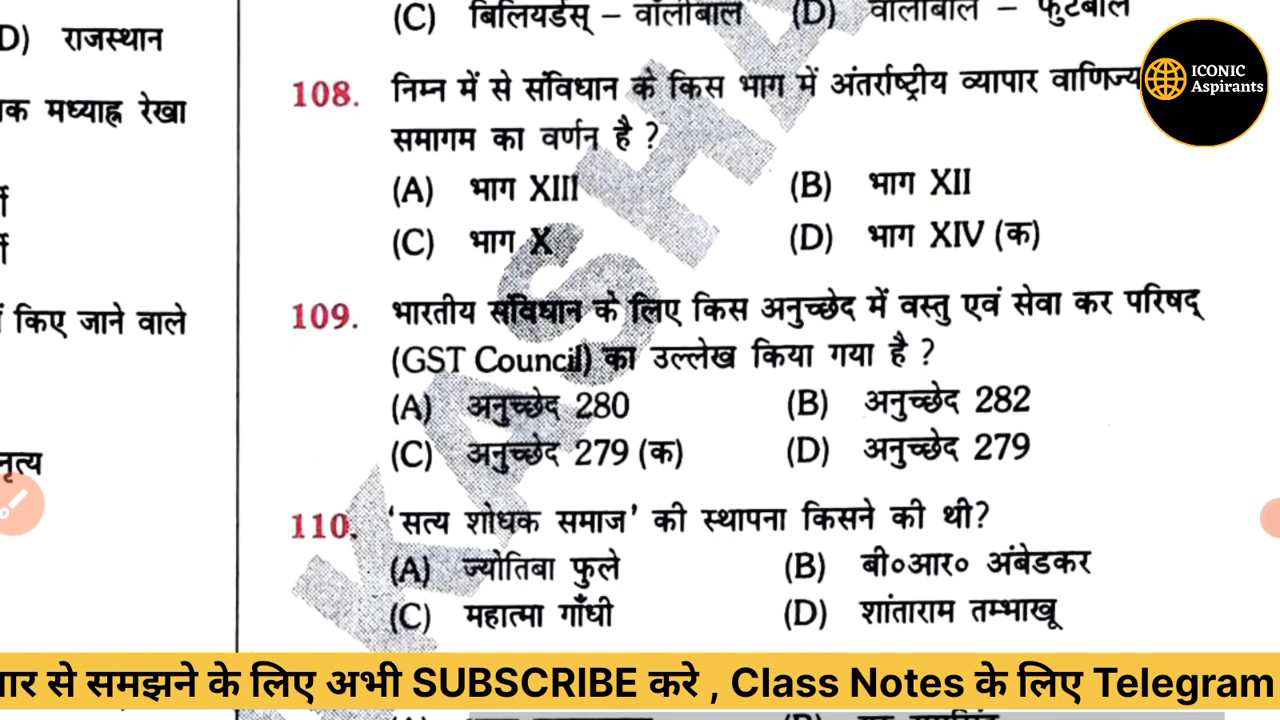 (C) बिलियर्डस् – वॉलीबाल (D) वॉलीबॉल – फुटबॉल
D) राजस्थान
108. निम्न में से संविधान के किस भाग में अंतर्राष्ट्रीय व्यापार वाणिज्य
समागम का वर्णन है ?
(A) भाग XIII (B) भाग XII
(C) भाग X (D) भाग XIV (क)
मध्याह्न रेखा
109. भारतीय संविधान के लिए किस अनुच्छेद में वस्तु एवं सेवा कर परिषद्
(GST Council) का उल्लेख किया गया है ?
(A) अनुच्छेद 280 (B) अनुच्छेद 282
(C) अनुच्छेद 279 (क) (D) अनुच्छेद 279
किए जाने वाले
नृत्य
110. 'सत्य शोधक समाज' की स्थापना किसने की थी?
(A) ज्योतिबा फुले (B) बी०आर० अंबेडकर
(C) महात्मा गाँधी (D) शांताराम तम्भाखू
ICONIC
Aspirants
से समझने के लिए अभी SUBSCRIBE करे , Class Notes के लिए Telegram